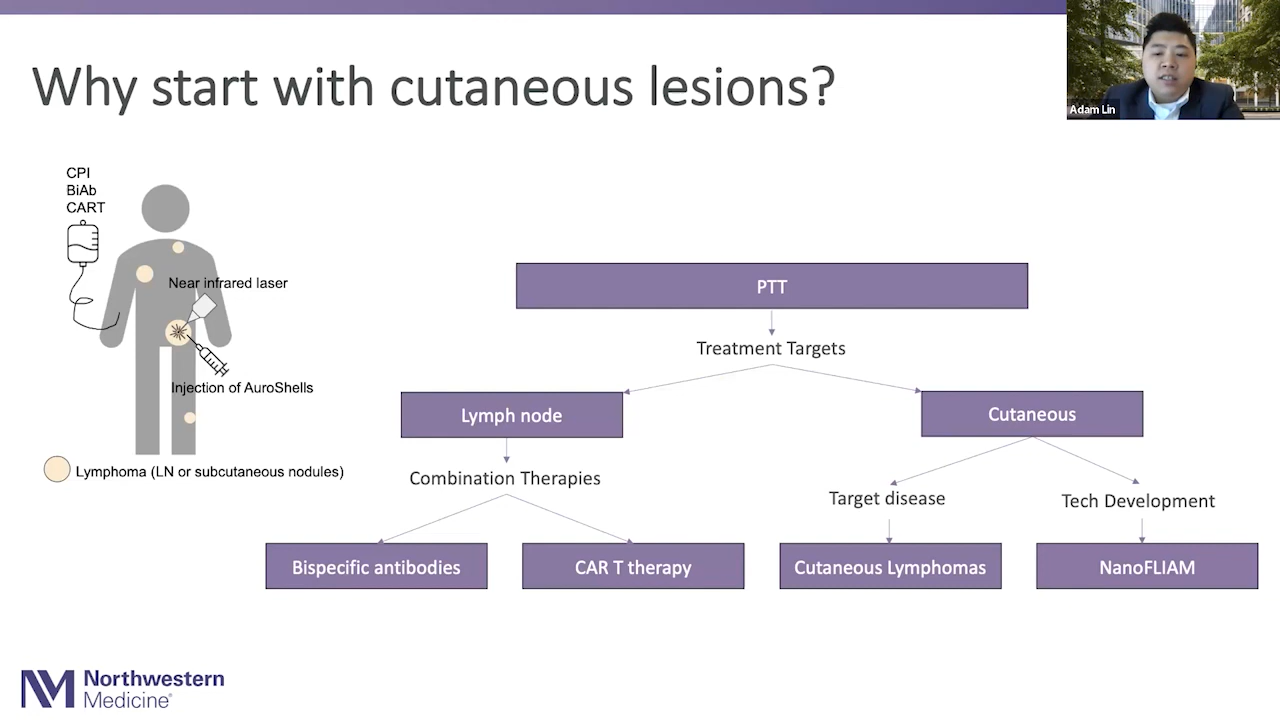 Why start with cutaneous lesions?
Adam Lin
CPI
BiAb
CART
Near infrared laser
Injection of AuroShells
Lymphoma (LN or subcutaneous nodules)
PTT
Treatment Targets
Lymph node
Cutaneous
Combination Therapies
Target disease
Tech Development
Bispecific antibodies
CAR T therapy
Cutaneous Lymphomas
NanoFLIAM
Northwestern
Medicine®